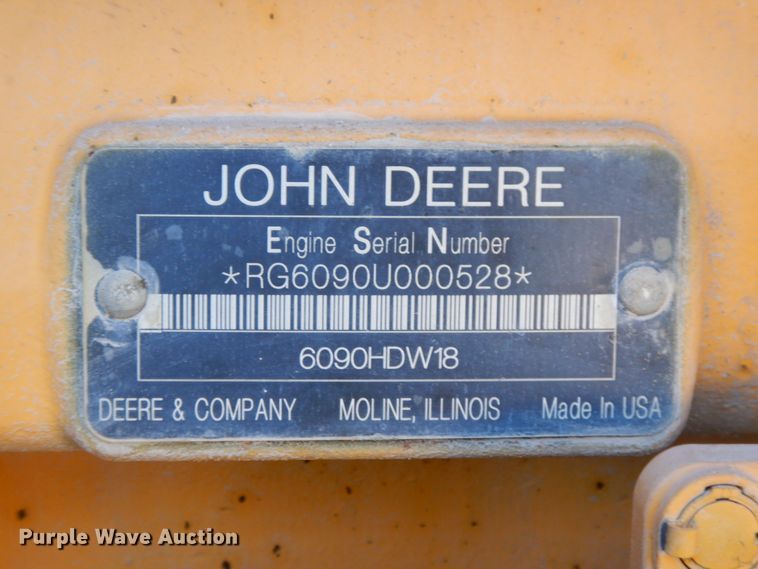 JOHN DEERE
Engine Serial Number
*RG6090U000528*
6090HDW18
DEERE & COMPANY MOLINE, ILLINOIS Made In USA
Purple Wave Auction